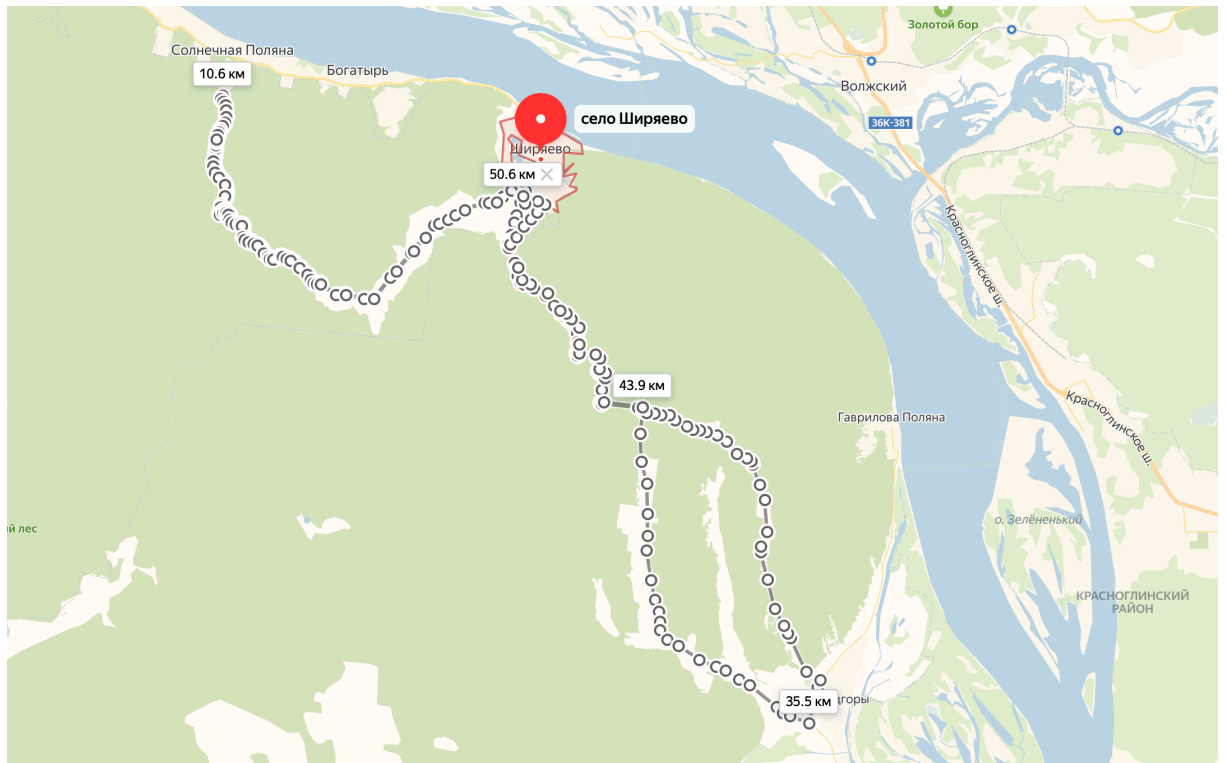 Золотой бор
Солнечная Поляна
10.6 км
Богатырь
Волжский
село Ширяево
36К-381
Ширяево
50.6 км
Красноглинское ш.
43.9 км
Красноглинское ш.
Гаврилова Поляна
о. Зелёненький
й лес
КРАСНОГЛИНСКИЙ
РАЙОН
35.5 км
дгоры